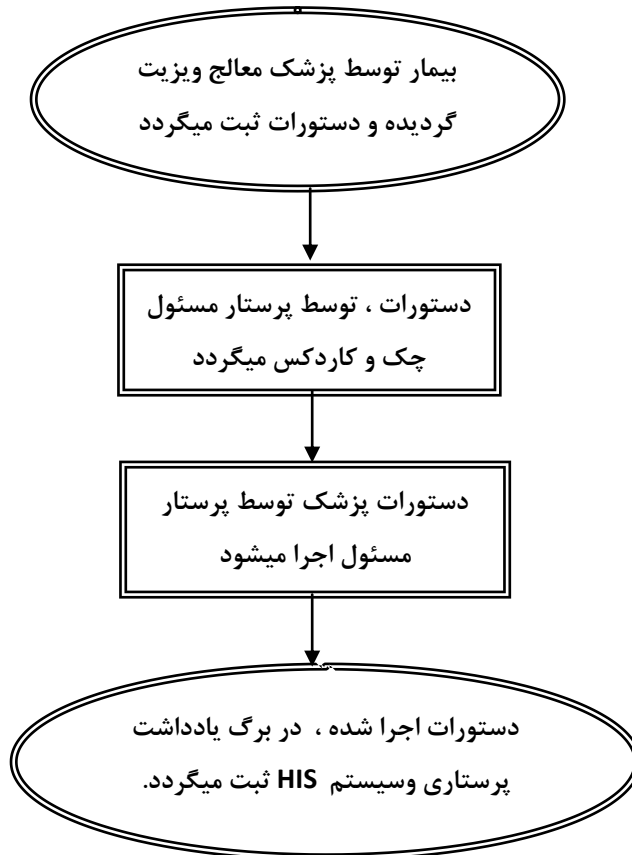 بیمار توسط پزشک معالج ویزیت
گردیده و دستورات ثبت میگردد
دستورات ، توسط پرستار مسئول
چک و کاردکس میگردد
دستورات پزشک توسط پرستار
مسئول اجرا میشود
دستورات اجرا شده ، در برگ یادداشت
پرستاری وسیستم HIS ثبت میگردد.